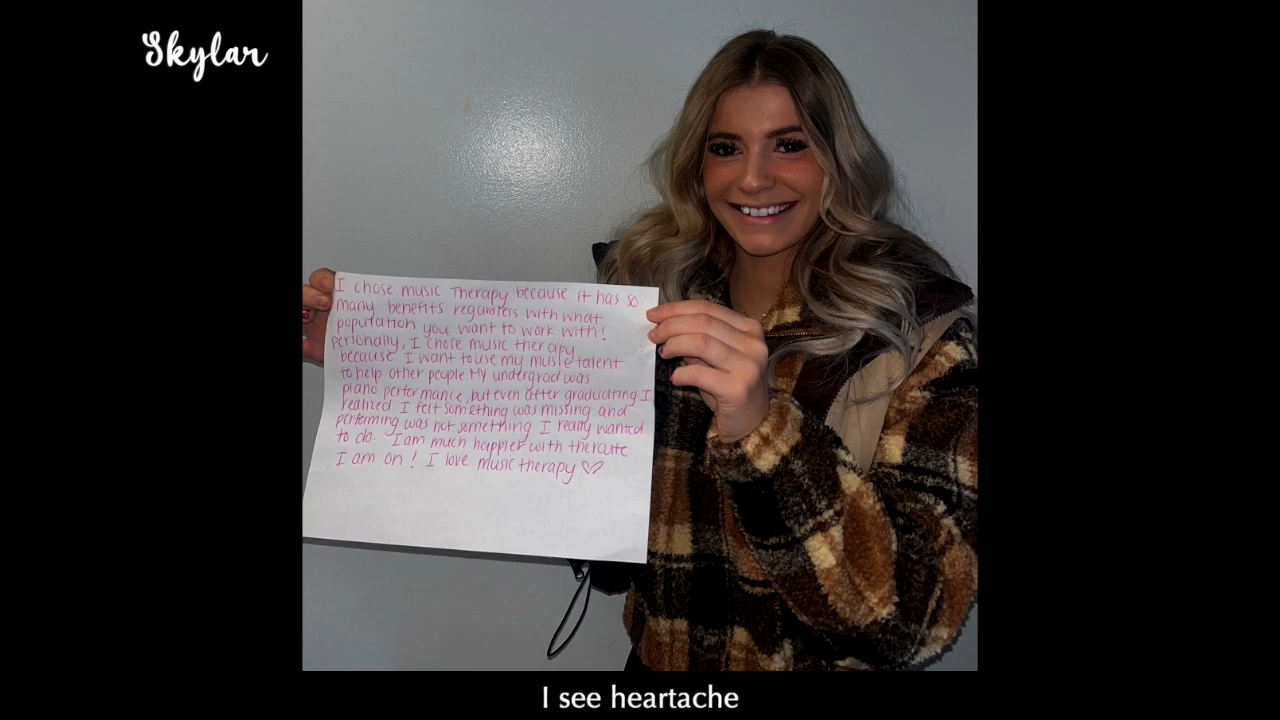 Skylar
I chose music therapy because it has so
many benefits regardless with what
population you want to work with!
personally, I chose music therapy
because I want to use my music talent
to help other people. My undergrad was
piano performance, but even after graduating I
realized I felt something was missing and
performing was not something I really wanted
to do. I am much happier with the route
I am on! I love music therapy ♡
I see heartache